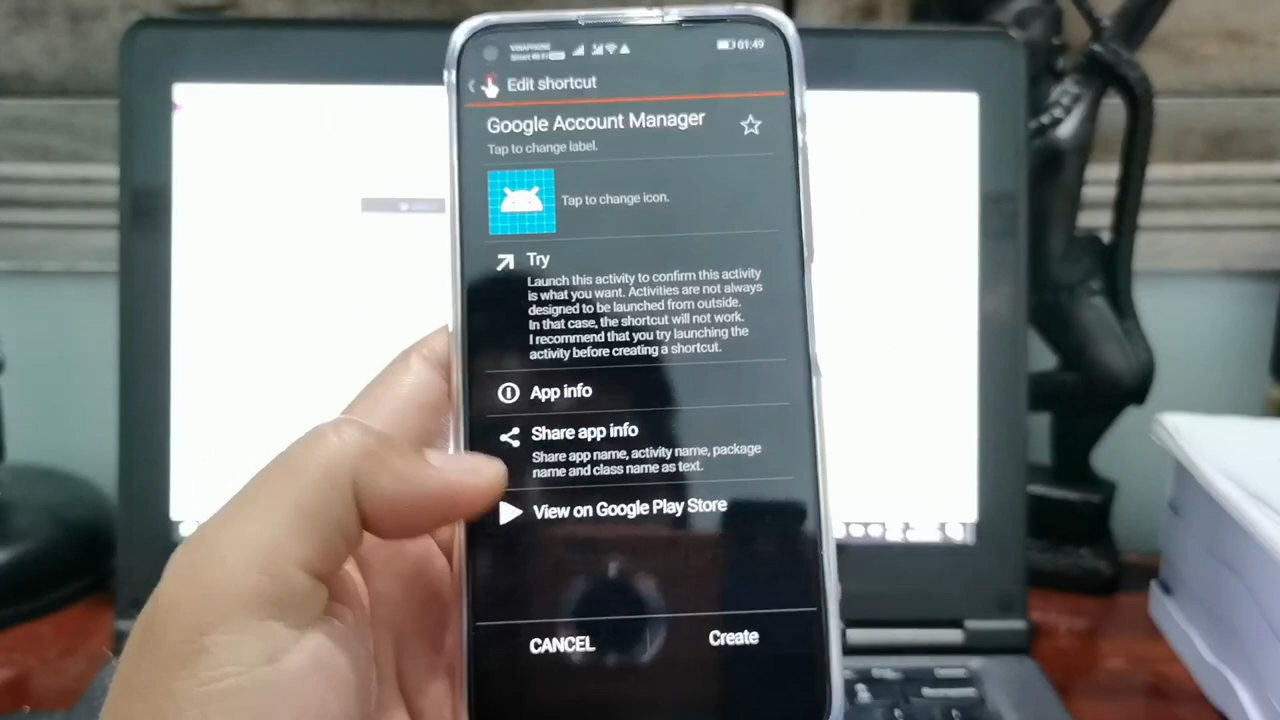 VINAPHONE
01:49
Edit shortcut
Google Account Manager
Tap to change label.
Tap to change icon.
Try
Launch this activity to confirm this activity
is what you want. Activities are not always
designed to be launched from outside.
In that case, the shortcut will not work.
I recommend that you try launching the
activity before creating a shortcut.
App info
Share app info
Share app name, activity name, package
name and class name as text.
View on Google Play Store
CANCEL
Create